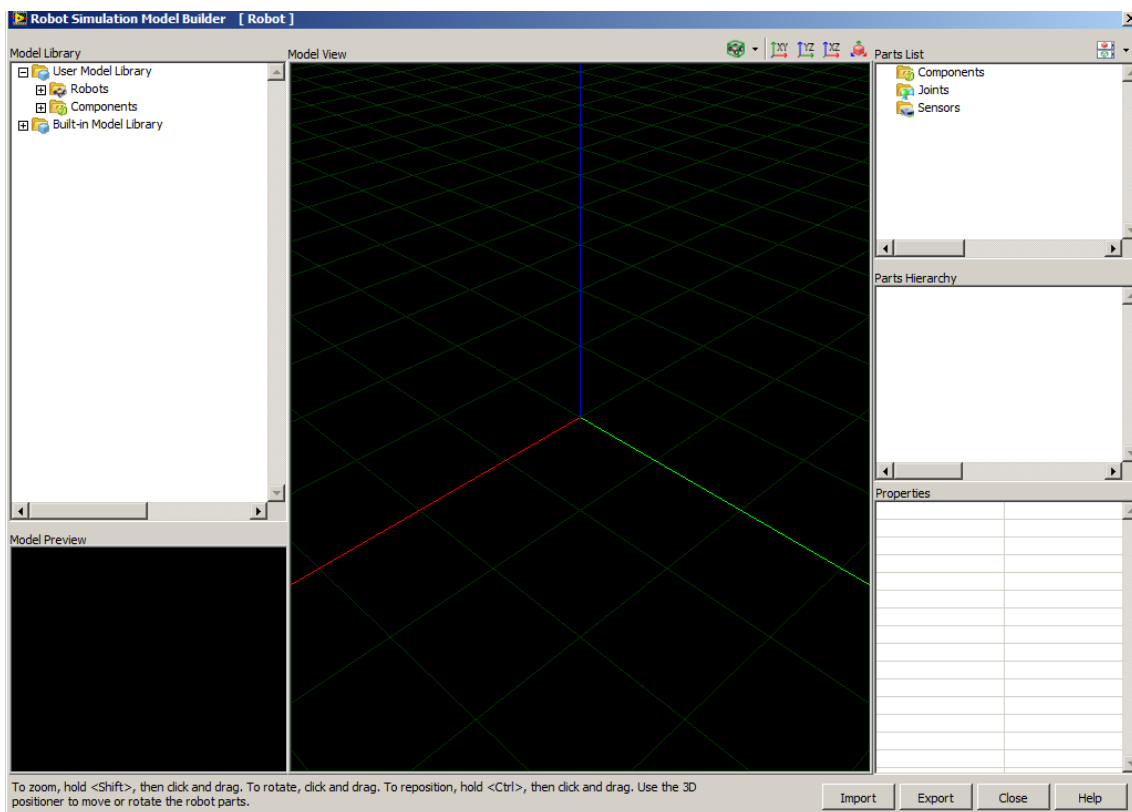 Robot Simulation Model Builder [ Robot ]
Model Library
User Model Library
Robots
Components
Built-in Model Library
Model Preview
Model View
XY YZ XZ
Parts List
Components
Joints
Sensors
Parts Hierarchy
Properties
To zoom, hold <Shift>, then click and drag. To rotate, click and drag. To reposition, hold <Ctrl>, then click and drag. Use the 3D
positioner to move or rotate the robot parts.
Import Export Close Help